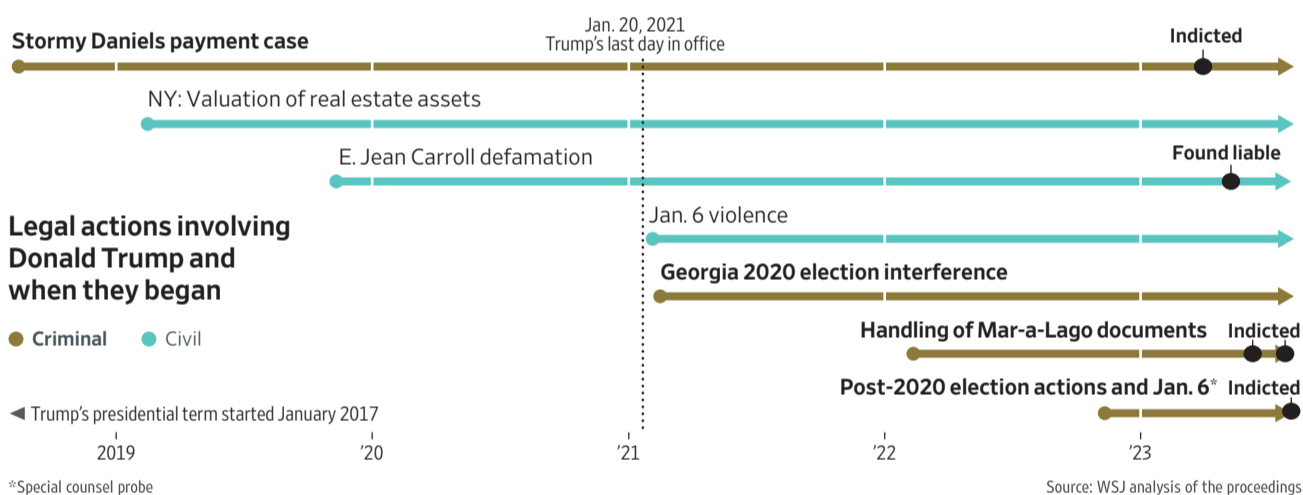 Jan. 20, 2021
Trump's last day in office
Stormy Daniels payment case
Indicted
NY: Valuation of real estate assets
E. Jean Carroll defamation
Found liable
Legal actions involving
Donald Trump and
when they began
Criminal
Civil
Jan. 6 violence
Georgia 2020 election interference
Handling of Mar-a-Lago documents
Indicted
Post-2020 election actions and Jan. 6*
Indicted
Trump's presidential term started January 2017
2019
'20
'21
'22
'23
*Special counsel probe
Source: WSJ analysis of the proceedings